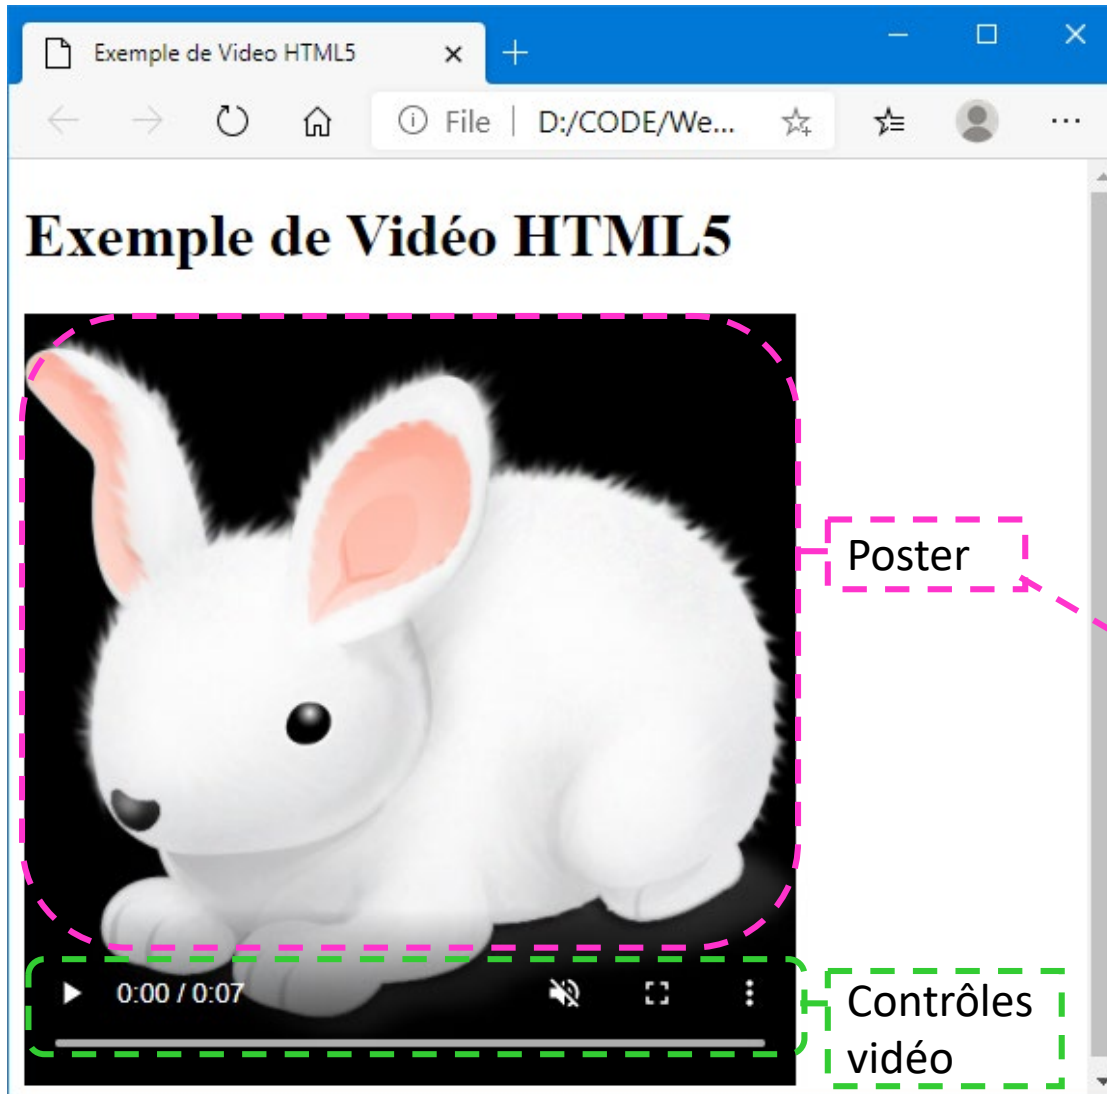 Exemple de Video HTML5
File | D:/CODE/We...
Exemple de Vidéo HTML5
Poster
0:00 / 0:07
Contrôles
vidéo